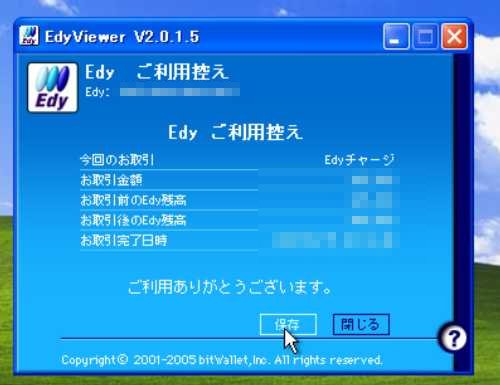 EdyViewer V2.0.1.5
Edy
Edy ご利用控え
Edy:
Edy ご利用控え
今回のお取引 Edyチャージ
お取引金額
お取引前のEdy残高
お取引後のEdy残高
お取引完了日時
ご利用ありがとうございます。
保存 閉じる
?
Copyright© 2001-2005 bitWallet,Inc. All rights reserved.